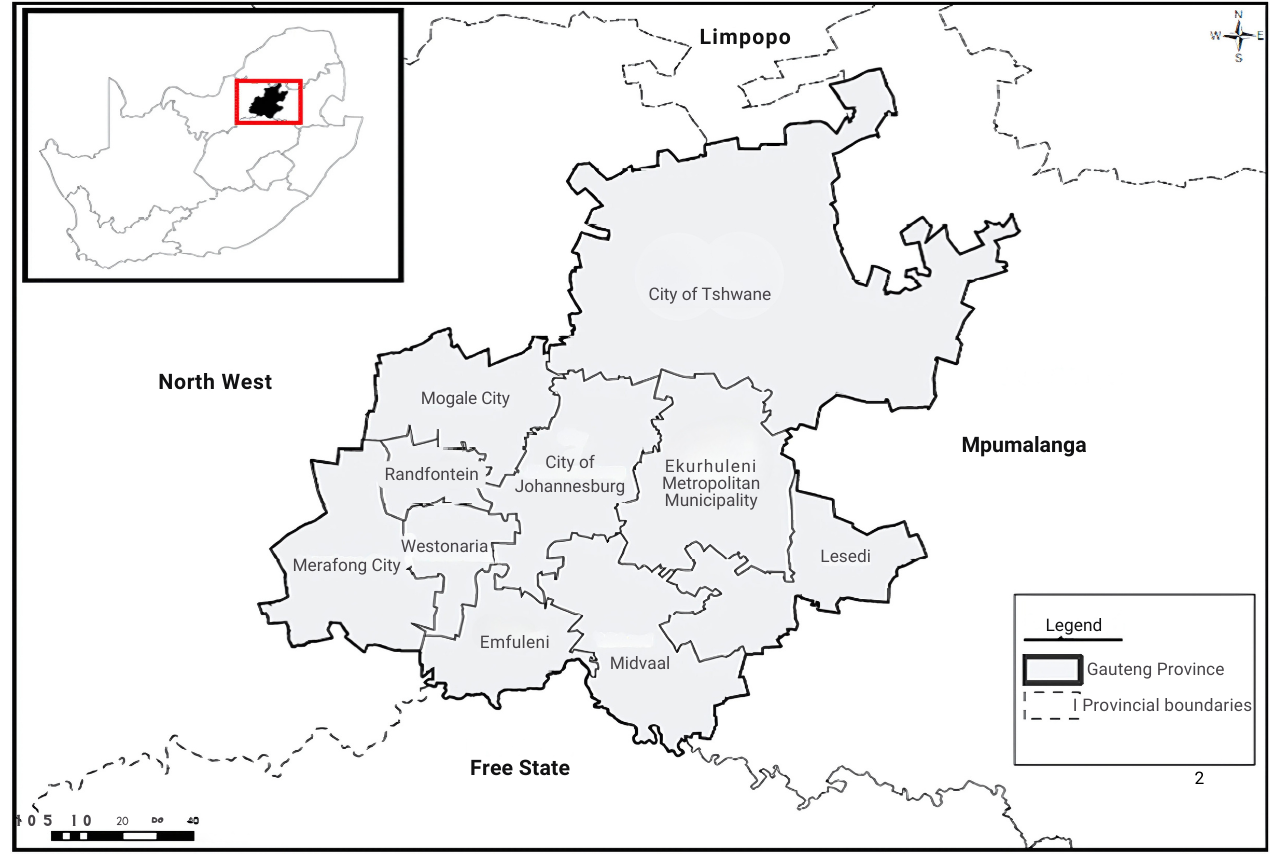 Limpopo
N
W E
S
City of Tshwane
North West
Mogale City
Mpumalanga
City of
Johannesburg
Ekurhuleni
Metropolitan
Municipality
Randfontein
Westonaria
Lesedi
Merafong City
Emfuleni
Midvaal
Legend
Gauteng Province
Provincial boundaries
Free State
2
0 5 10 20 40